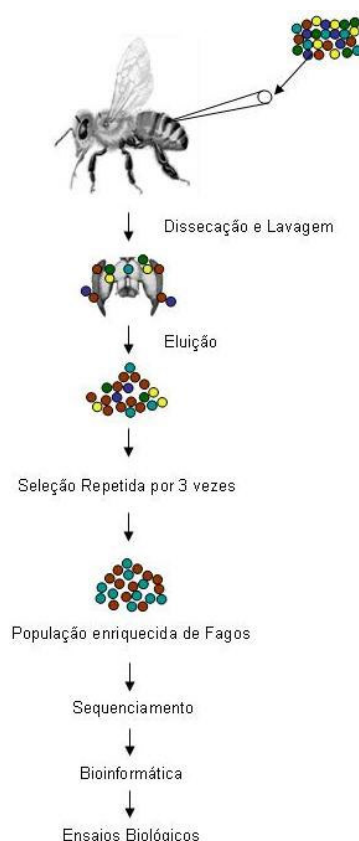 Dissecação e Lavagem
Eluição
Seleção Repetida por 3 vezes
População enriquecida de Fagos
Sequenciamento
Bioinformática
Ensaios Biológicos